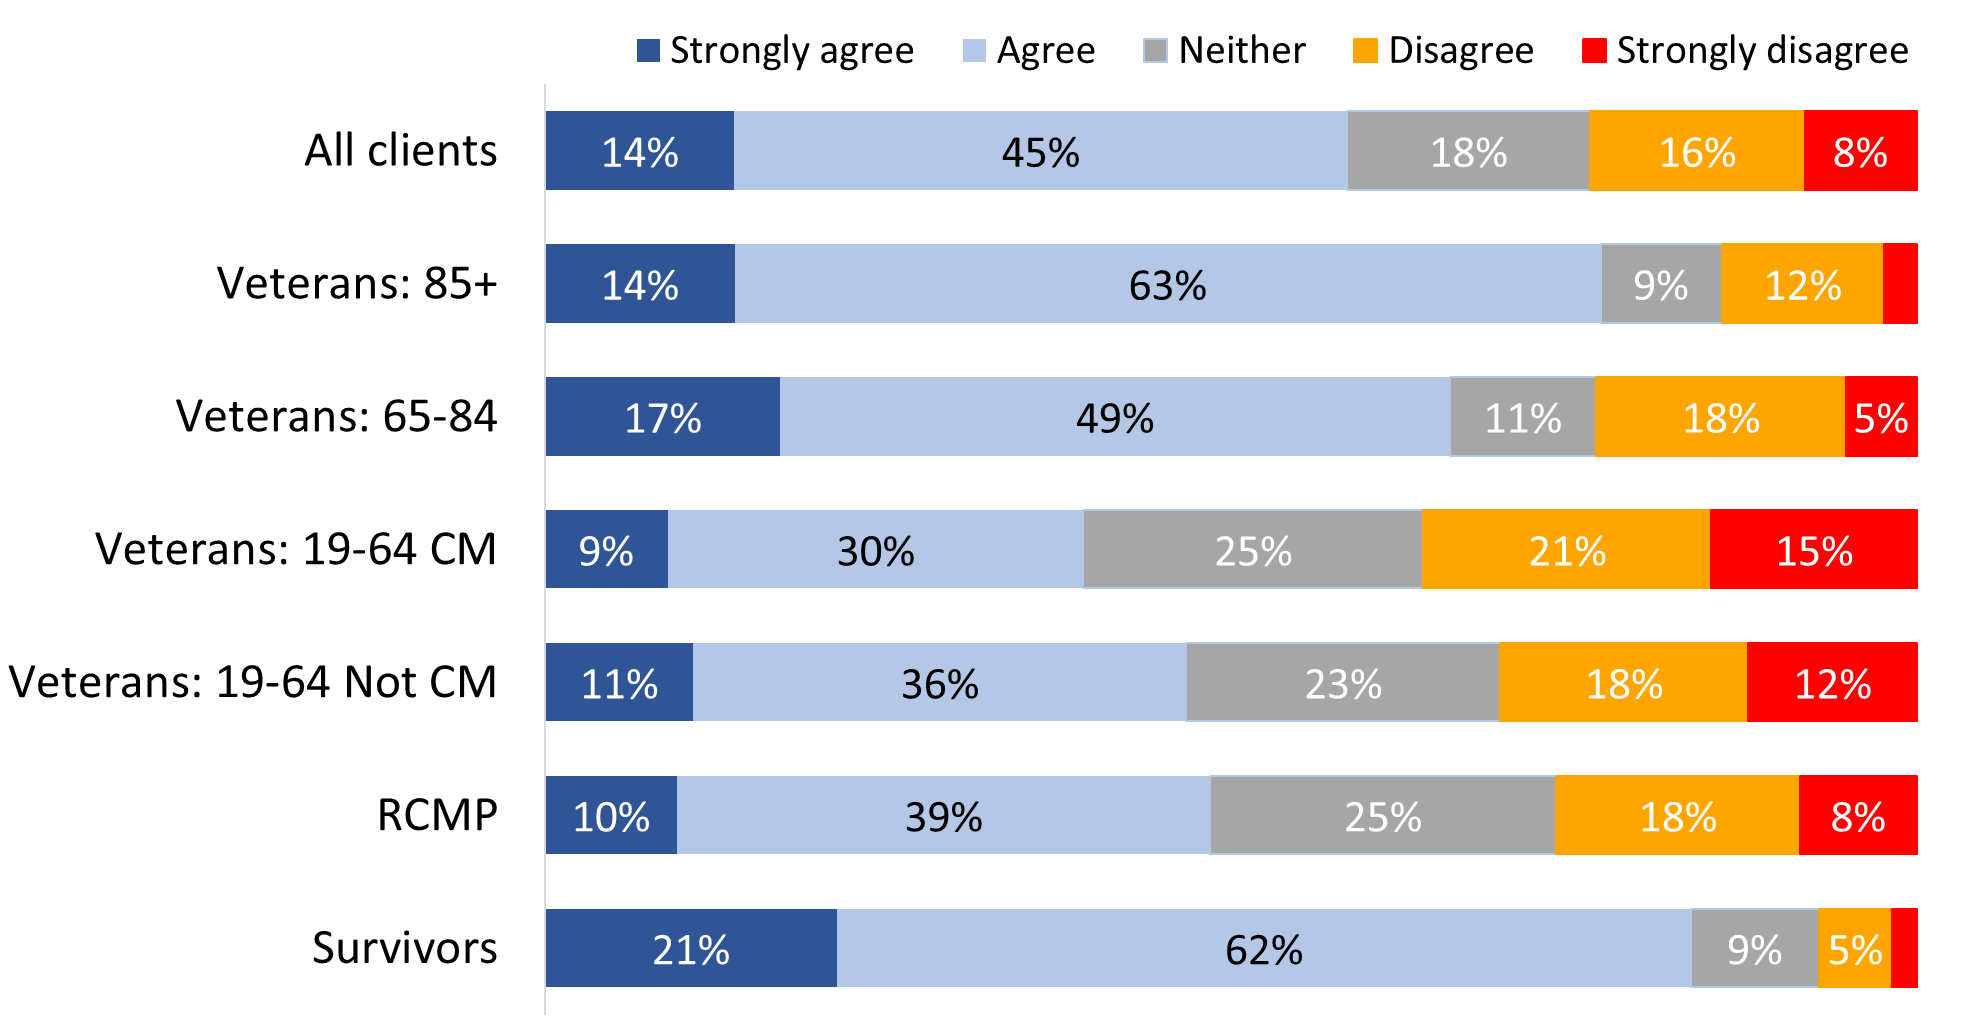 Strongly agree Agree Neither Disagree Strongly disagree
All clients 14% 45% 18% 16% 8%
Veterans: 85+ 14% 63% 9% 12%
Veterans: 65-84 17% 49% 11% 18% 5%
Veterans: 19-64 CM 9% 30% 25% 21% 15%
Veterans: 19-64 Not CM 11% 36% 23% 18% 12%
RCMP 10% 39% 25% 18% 8%
Survivors 21% 62% 9% 5%